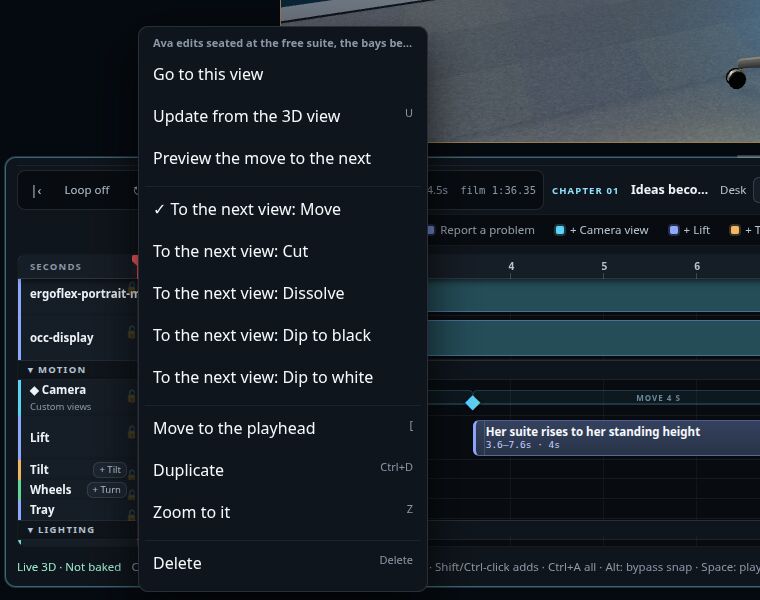 Ava edits seated at the free suite, the bays be...
Go to this view
Update from the 3D view U
Preview the move to the next
✓ To the next view: Move
To the next view: Cut
To the next view: Dissolve
To the next view: Dip to black
To the next view: Dip to white
Move to the playhead [
Duplicate Ctrl+D
Zoom to it Z
Delete Delete
|‹ Loop off 4.5s film 1:36.35 CHAPTER 01 Ideas beco... Desk
Report a problem + Camera view + Lift + T
SECONDS 4 5 6
ergoflex-portrait-m
occ-display
▾ MOTION
◆ Camera
Custom views
MOVE 4 S
Lift
Her suite rises to her standing height
3.6–7.6s · 4s
Tilt + Tilt
Wheels + Turn
Tray
▾ LIGHTING
Live 3D · Not baked
· Shift/Ctrl-click adds · Ctrl+A all · Alt: bypass snap · Space: play